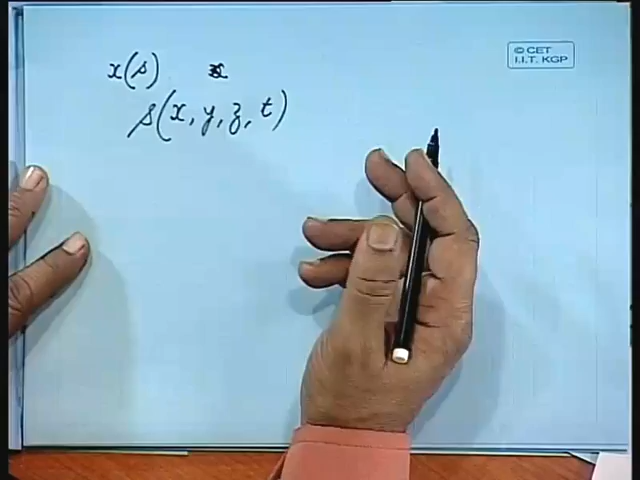 x(s)
s(x, y, z, t)
© CET
I.I.T. KGP